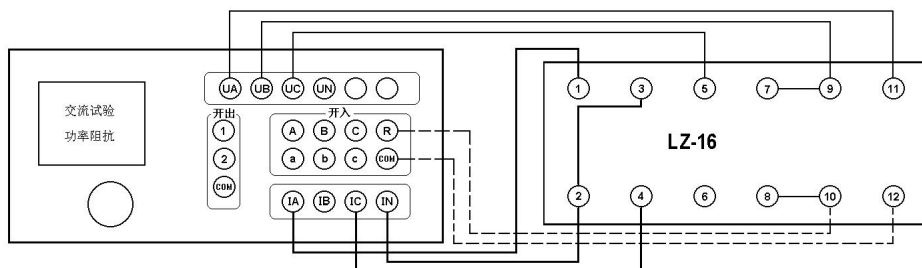 UA UB UC UN
开出 开入
交流试验
功率阻抗
1
2
COM
A B C R
a b c COM
IA IB IC IN
1 3 5 7 9 11
LZ-16
2 4 6 8 10 12